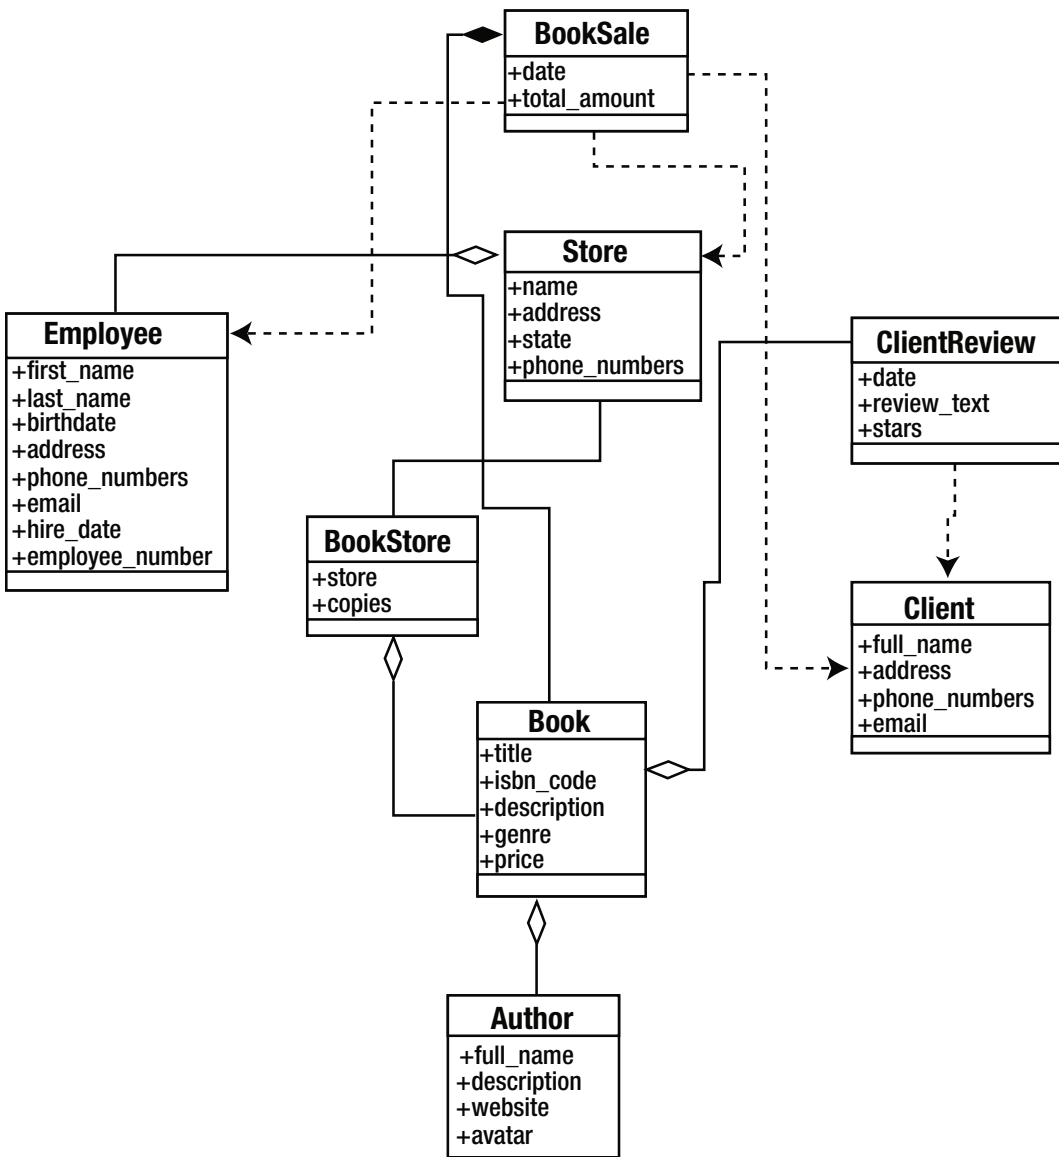 BookSale
+date
+total_amount
Store
+name
+address
+state
+phone_numbers
Employee
+first_name
+last_name
+birthdate
+address
+phone_numbers
+email
+hire_date
+employee_number
ClientReview
+date
+review_text
+stars
BookStore
+store
+copies
Client
+full_name
+address
+phone_numbers
+email
Book
+title
+isbn_code
+description
+genre
+price
Author
+full_name
+description
+website
+avatar